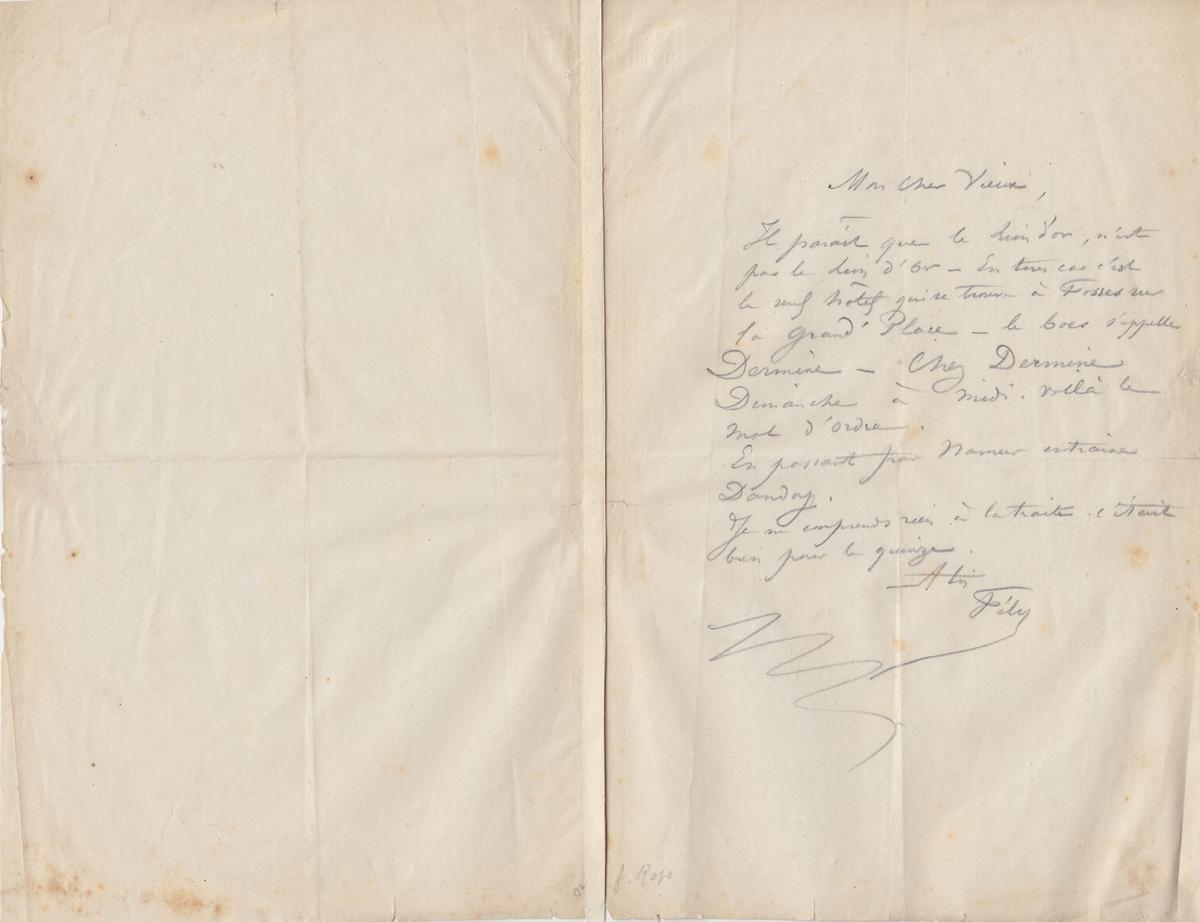 Mon cher Vieux,
Il paraît que le Lion d'or, n'est
pas le Lion d'Or – En tous cas c'est
le seul hôtel qui se trouve à Fosses sur
la Grand' Place – le boes s'appelle
Dermine – Chez Dermine
Dimanche à midi. voilà le
mot d'ordre.
En passant par Namur entraine
Dandoy.
Je ne comprends rien à la traite. c'était
bien pour le quinze.
A toi
Fély
f. Rops